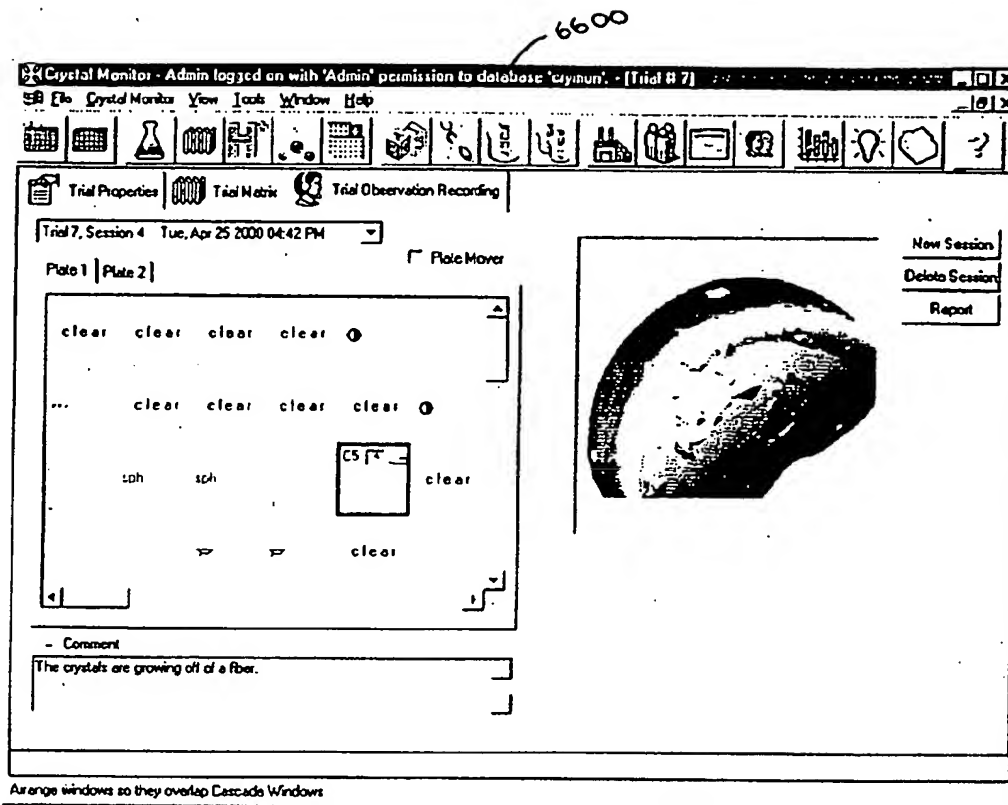 6600
Crystal Monitor - Admin logged on with 'Admin' permission to database 'crymon'. - [Trial # 7]
File Crystal Monitor View Tools Window Help
Trial Properties Trial Matrix Trial Observation Recording
Trial 7, Session 4 Tue, Apr 25 2000 04:42 PM
Plate Mover
New Session
Delete Session
Report
Plate 1 Plate 2
clear clear clear clear
... clear clear clear clear
sph sph C5 clear
clear
Comment
The crystals are growing off of a fiber.
Arrange windows so they overlap Cascade Windows